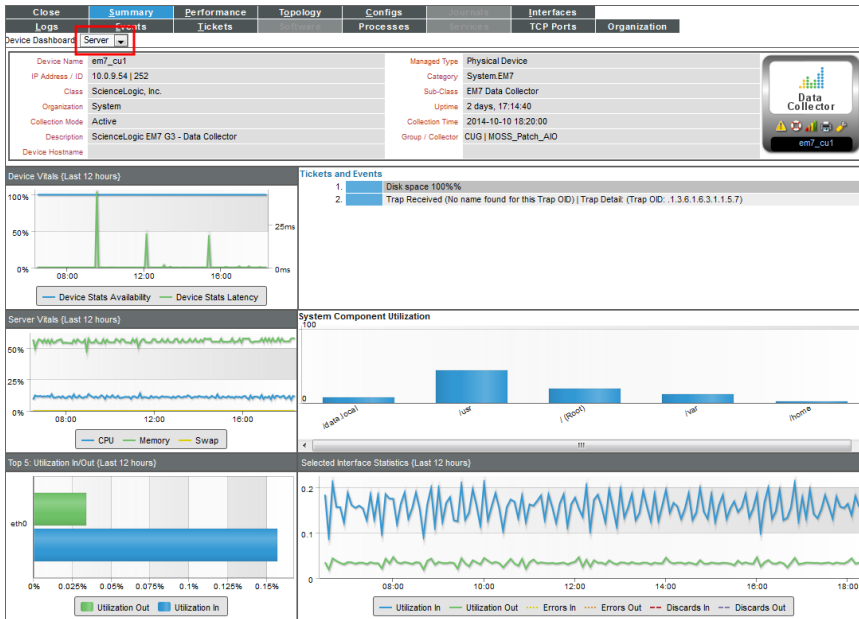 Close Summary Performance Topology Configs Journals Interfaces
Logs Events Tickets Software Processes Services TCP Ports Organization
Device Dashboard Server
Device Name em7_cu1 Managed Type Physical Device
IP Address / ID 10.0.9.54 | 252 Category System.EM7
Class ScienceLogic, Inc. Sub-Class EM7 Data Collector
Organization System Uptime 2 days, 17:14:40
Collection Mode Active Collection Time 2014-10-10 18:20:00
Description ScienceLogic EM7 G3 - Data Collector Group / Collector CUG | MOSS_Patch_AIO
Device Hostname
Data
Collector
em7_cu1
Device Vitals {Last 12 hours}
100%
50%
0%
25ms
0ms
08:00 12:00 16:00
Device Stats Availability Device Stats Latency
Tickets and Events
1. Disk space 100%%
2. Trap Received (No name found for this Trap OID) | Trap Detail: (Trap OID: .1.3.6.1.6.3.1.1.5.7)
Server Vitals {Last 12 hours}
50%
25%
0%
08:00 12:00 16:00
CPU Memory Swap
System Component Utilization
100
0
/data.local /usr / (Root) /var /home
Top 5: Utilization In/Out {Last 12 hours}
eth0
0% 0.025% 0.05% 0.075% 0.1% 0.125% 0.15%
Utilization Out Utilization In
Selected Interface Statistics {Last 12 hours}
0.2
0.1
0
08:00 10:00 12:00 14:00 16:00 18:00
Utilization In Utilization Out Errors In Errors Out Discards In Discards Out